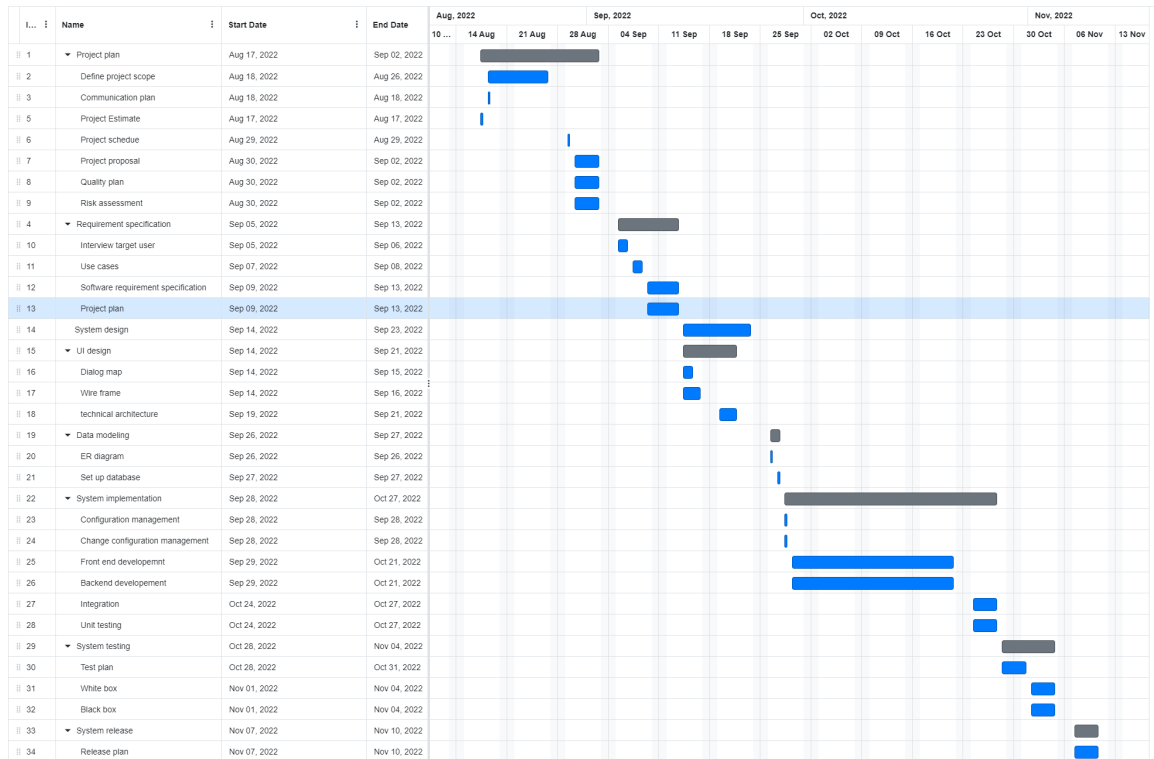 I... Name Start Date End Date Aug, 2022 Sep, 2022 Oct, 2022 Nov, 2022
10 ... 14 Aug 21 Aug 28 Aug 04 Sep 11 Sep 18 Sep 25 Sep 02 Oct 09 Oct 16 Oct 23 Oct 30 Oct 06 Nov 13 Nov
1 Project plan Aug 17, 2022 Sep 02, 2022
2 Define project scope Aug 18, 2022 Aug 26, 2022
3 Communication plan Aug 18, 2022 Aug 18, 2022
5 Project Estimate Aug 17, 2022 Aug 17, 2022
6 Project schedue Aug 29, 2022 Aug 29, 2022
7 Project proposal Aug 30, 2022 Sep 02, 2022
8 Quality plan Aug 30, 2022 Sep 02, 2022
9 Risk assessment Aug 30, 2022 Sep 02, 2022
4 Requirement specification Sep 05, 2022 Sep 13, 2022
10 Interview target user Sep 05, 2022 Sep 06, 2022
11 Use cases Sep 07, 2022 Sep 08, 2022
12 Software requirement specification Sep 09, 2022 Sep 13, 2022
13 Project plan Sep 09, 2022 Sep 13, 2022
14 System design Sep 14, 2022 Sep 23, 2022
15 UI design Sep 14, 2022 Sep 21, 2022
16 Dialog map Sep 14, 2022 Sep 15, 2022
17 Wire frame Sep 14, 2022 Sep 16, 2022
18 technical architecture Sep 19, 2022 Sep 21, 2022
19 Data modeling Sep 26, 2022 Sep 27, 2022
20 ER diagram Sep 26, 2022 Sep 26, 2022
21 Set up database Sep 27, 2022 Sep 27, 2022
22 System implementation Sep 28, 2022 Oct 27, 2022
23 Configuration management Sep 28, 2022 Sep 28, 2022
24 Change configuration management Sep 28, 2022 Sep 28, 2022
25 Front end developemnt Sep 29, 2022 Oct 21, 2022
26 Backend developement Sep 29, 2022 Oct 21, 2022
27 Integration Oct 24, 2022 Oct 27, 2022
28 Unit testing Oct 24, 2022 Oct 27, 2022
29 System testing Oct 28, 2022 Nov 04, 2022
30 Test plan Oct 28, 2022 Oct 31, 2022
31 White box Nov 01, 2022 Nov 04, 2022
32 Black box Nov 01, 2022 Nov 04, 2022
33 System release Nov 07, 2022 Nov 10, 2022
34 Release plan Nov 07, 2022 Nov 10, 2022